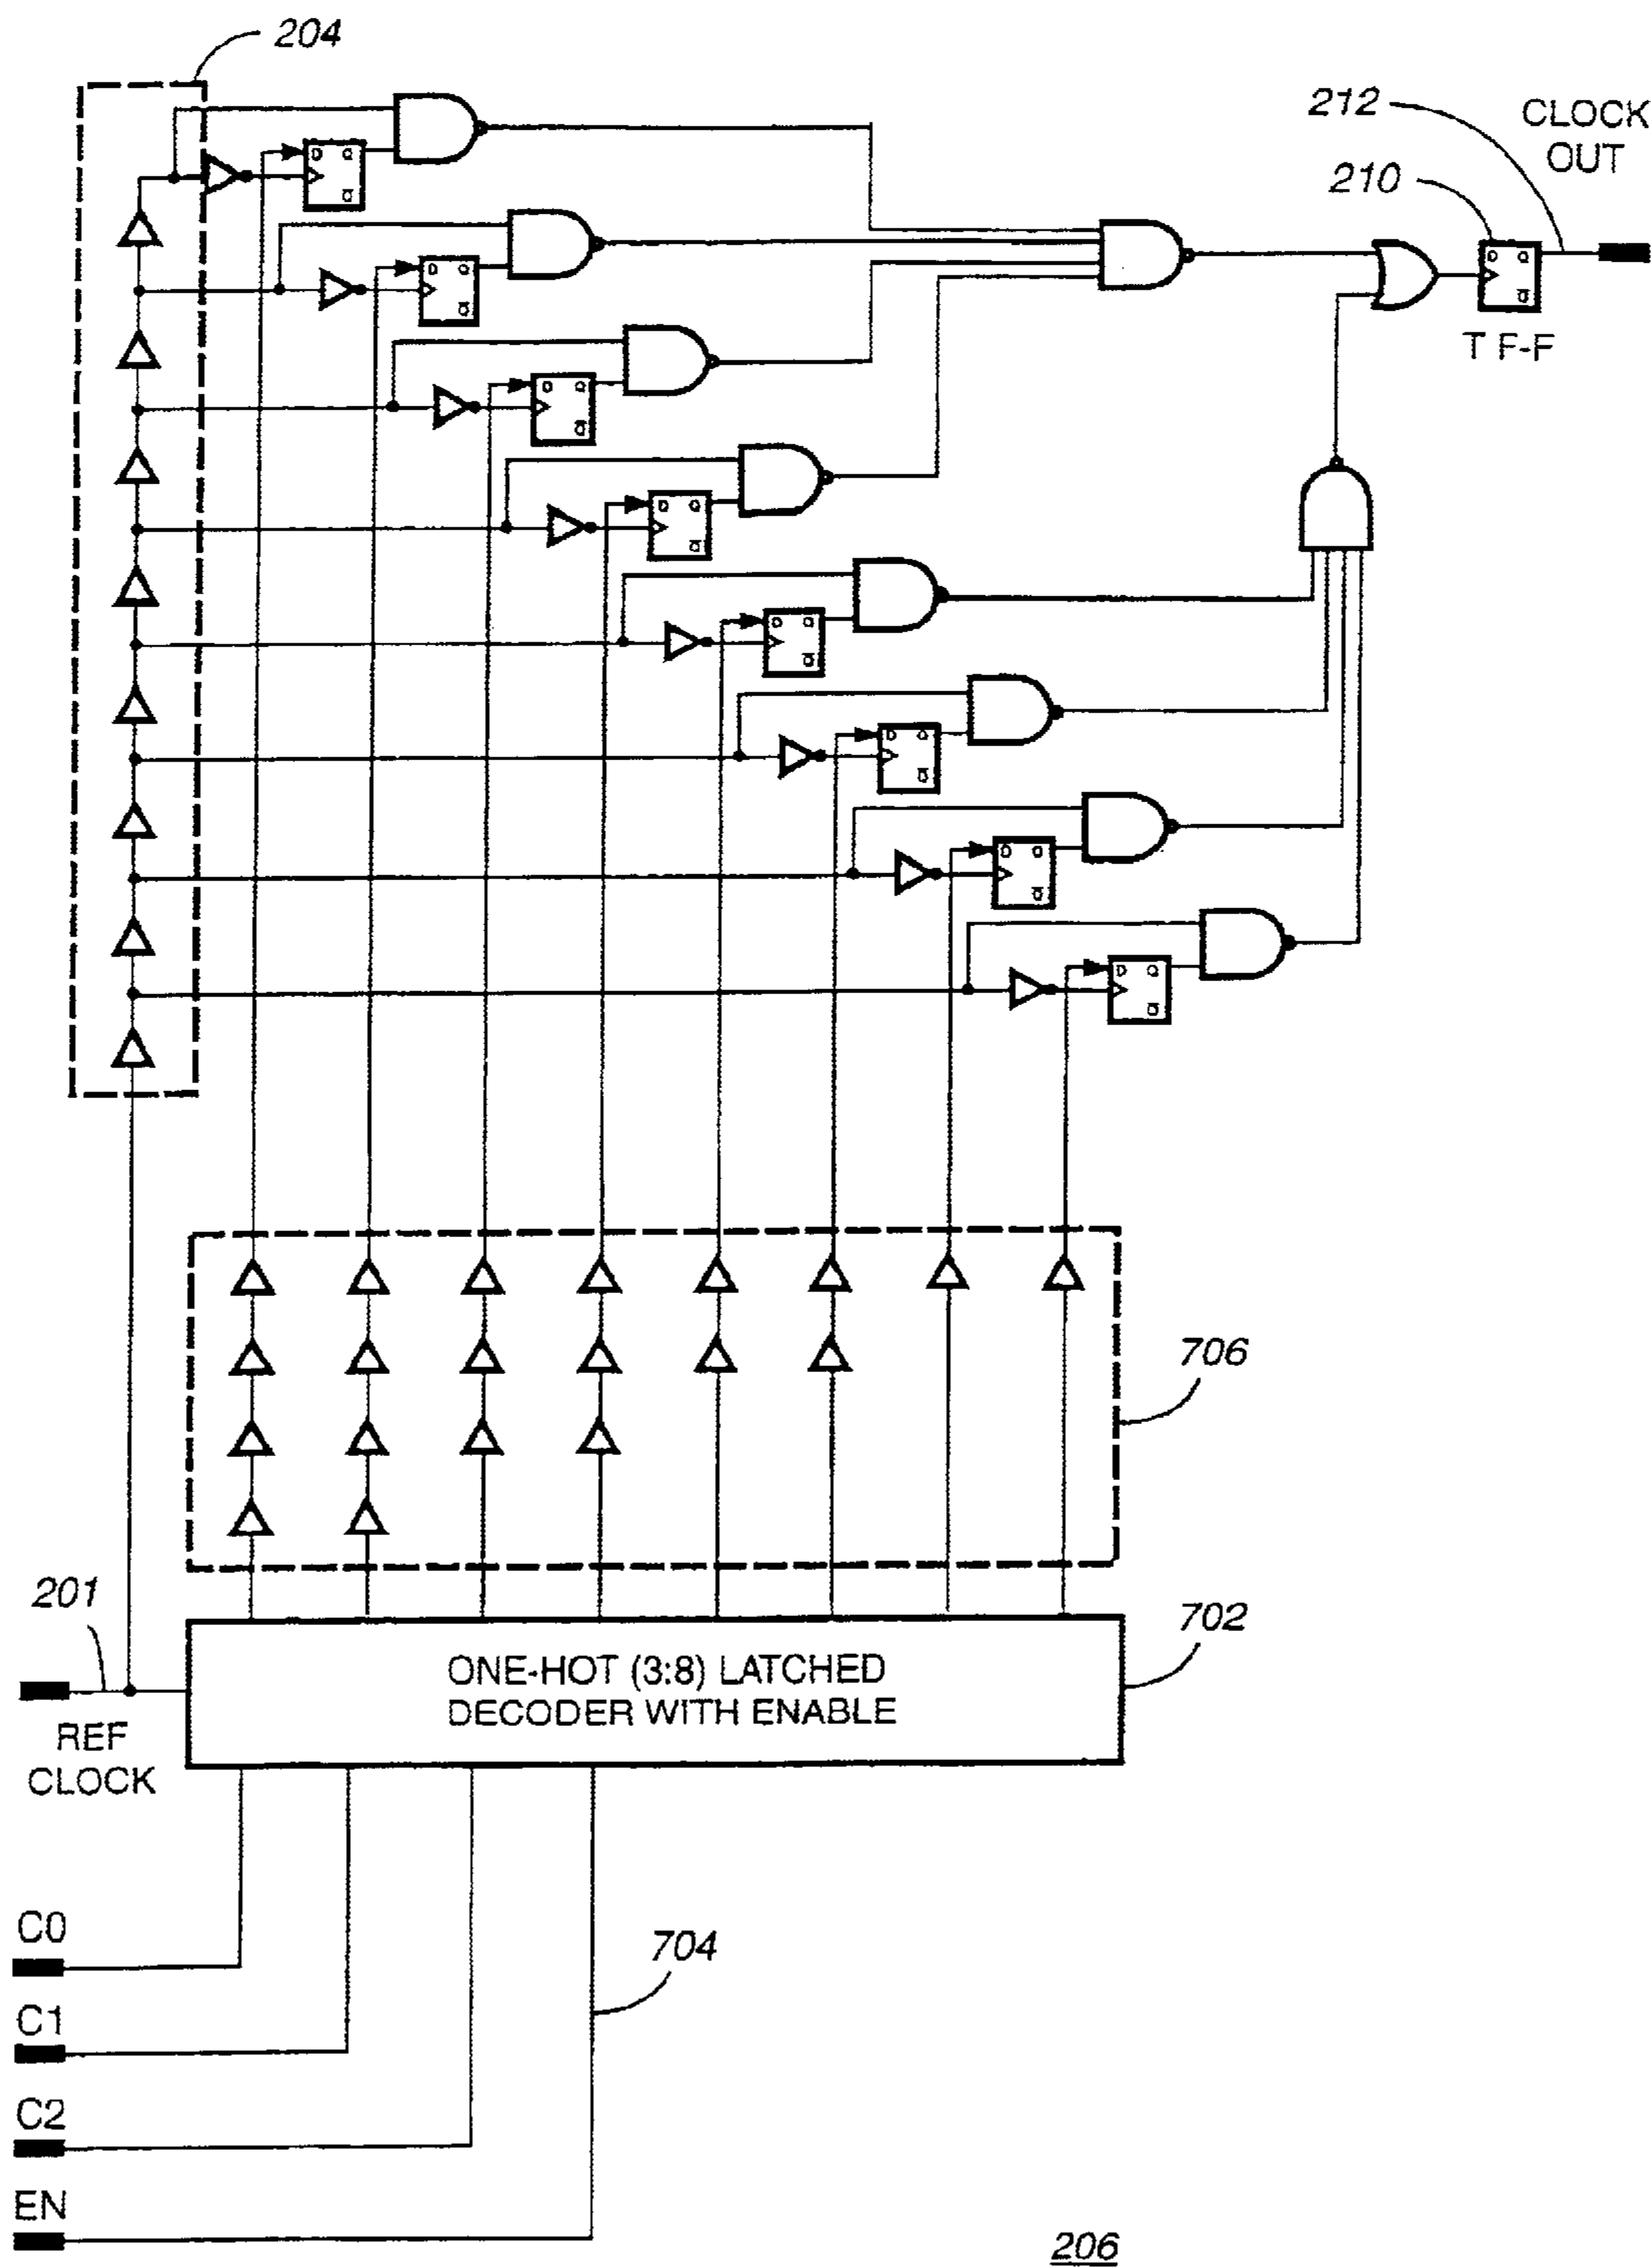 204
212
CLOCK
OUT
210
D Q
Q
D Q
Q
T F-F
D Q
Q
D Q
Q
D Q
Q
D Q
Q
D Q
Q
D Q
Q
D Q
Q
706
201
702
ONE-HOT (3:8) LATCHED
DECODER WITH ENABLE
REF
CLOCK
C0
704
C1
C2
EN
206